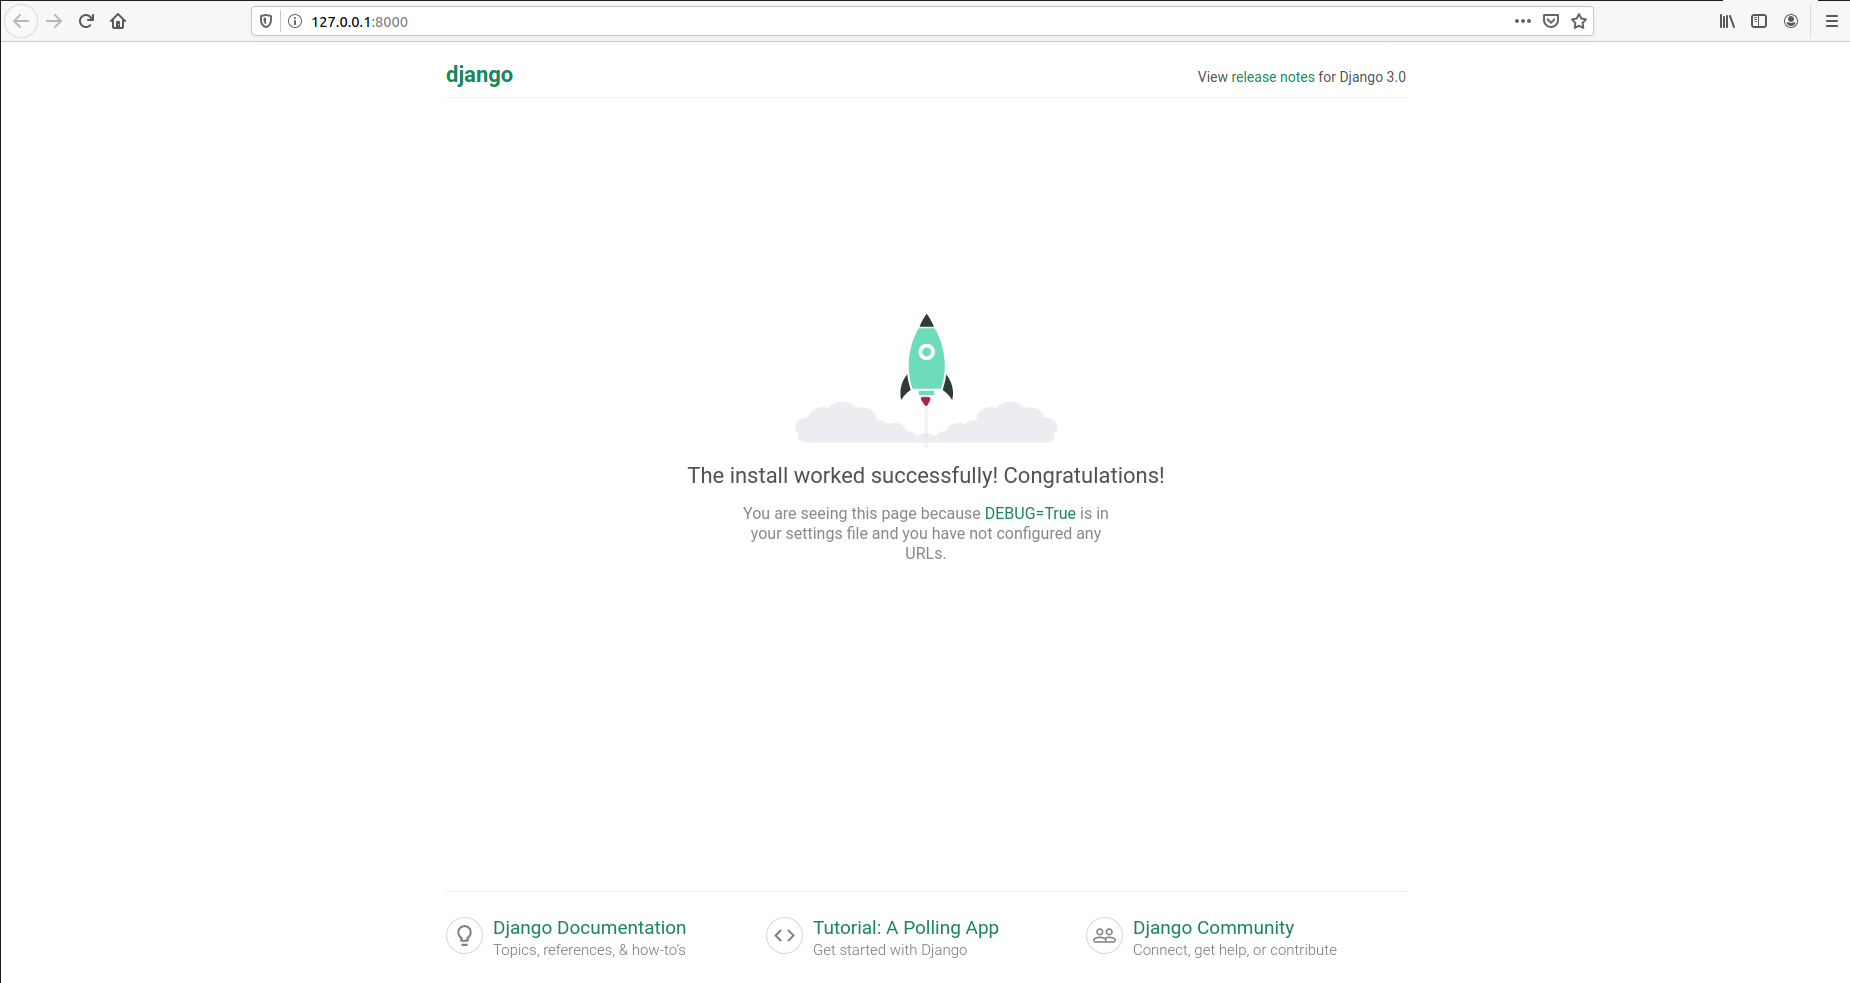 127.0.0.1:8000
django
View release notes for Django 3.0
The install worked successfully! Congratulations!
You are seeing this page because DEBUG=True is in
your settings file and you have not configured any
URLs.
Django Documentation
Topics, references, & how-to’s
Tutorial: A Polling App
Get started with Django
Django Community
Connect, get help, or contribute